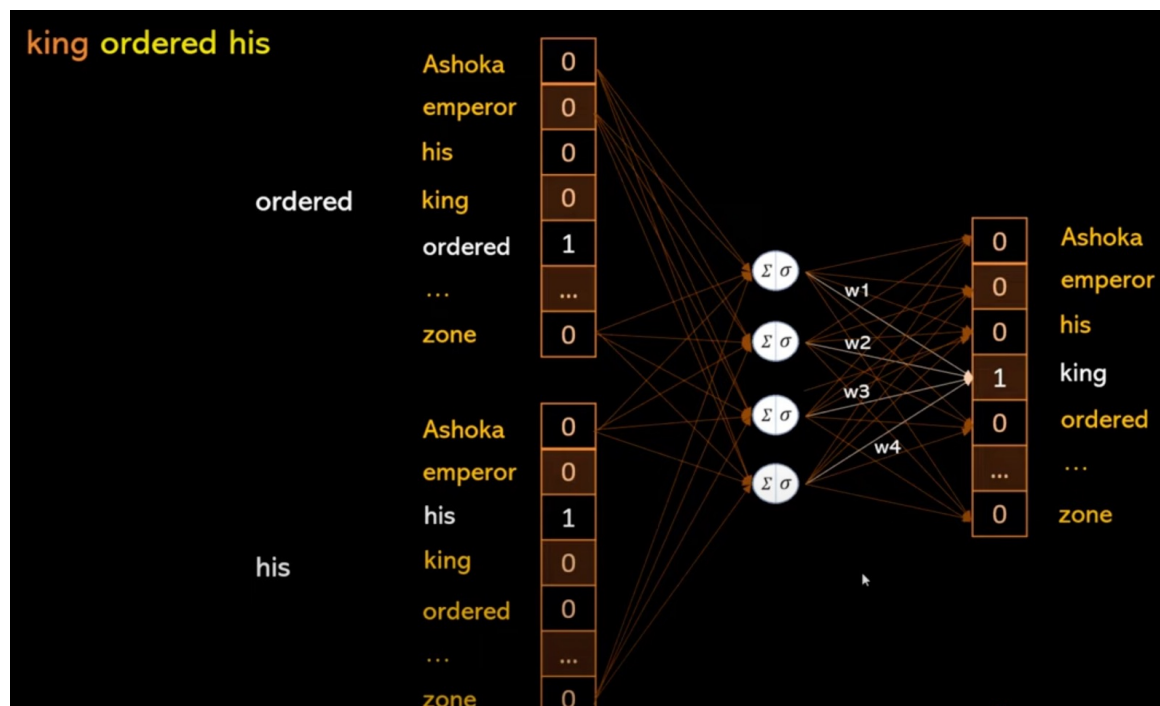 king ordered his
ordered
Ashoka 0
emperor 0
his 0
king 0
ordered 1
... ...
zone 0
his
Ashoka 0
emperor 0
his 1
king 0
ordered 0
... ...
zone 0
Σ σ
Σ σ
Σ σ
Σ σ
w1
w2
w3
w4
0 Ashoka
0 emperor
0 his
1 king
0 ordered
... ...
0 zone